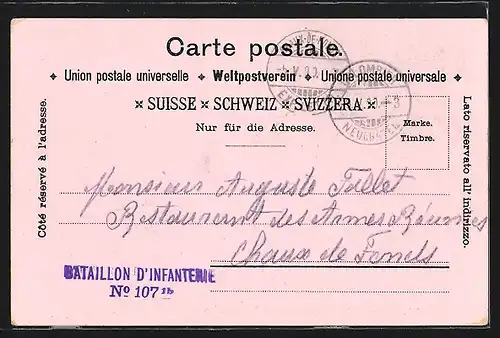 Carte postale.
Union postale universelle Weltpostverein Unione postale universale
SUISSE SCHWEIZ SVIZZERA
Nur für die Adresse.
Côté réservé à l'adresse.
Marke.
Timbre.
Lato riservato all' indirizzo.
Monsieur Auguste Fallet
Restaurant des Armes Réunies
Chaux de Fonds
BATAILLON D'INFANTERIE
No 107